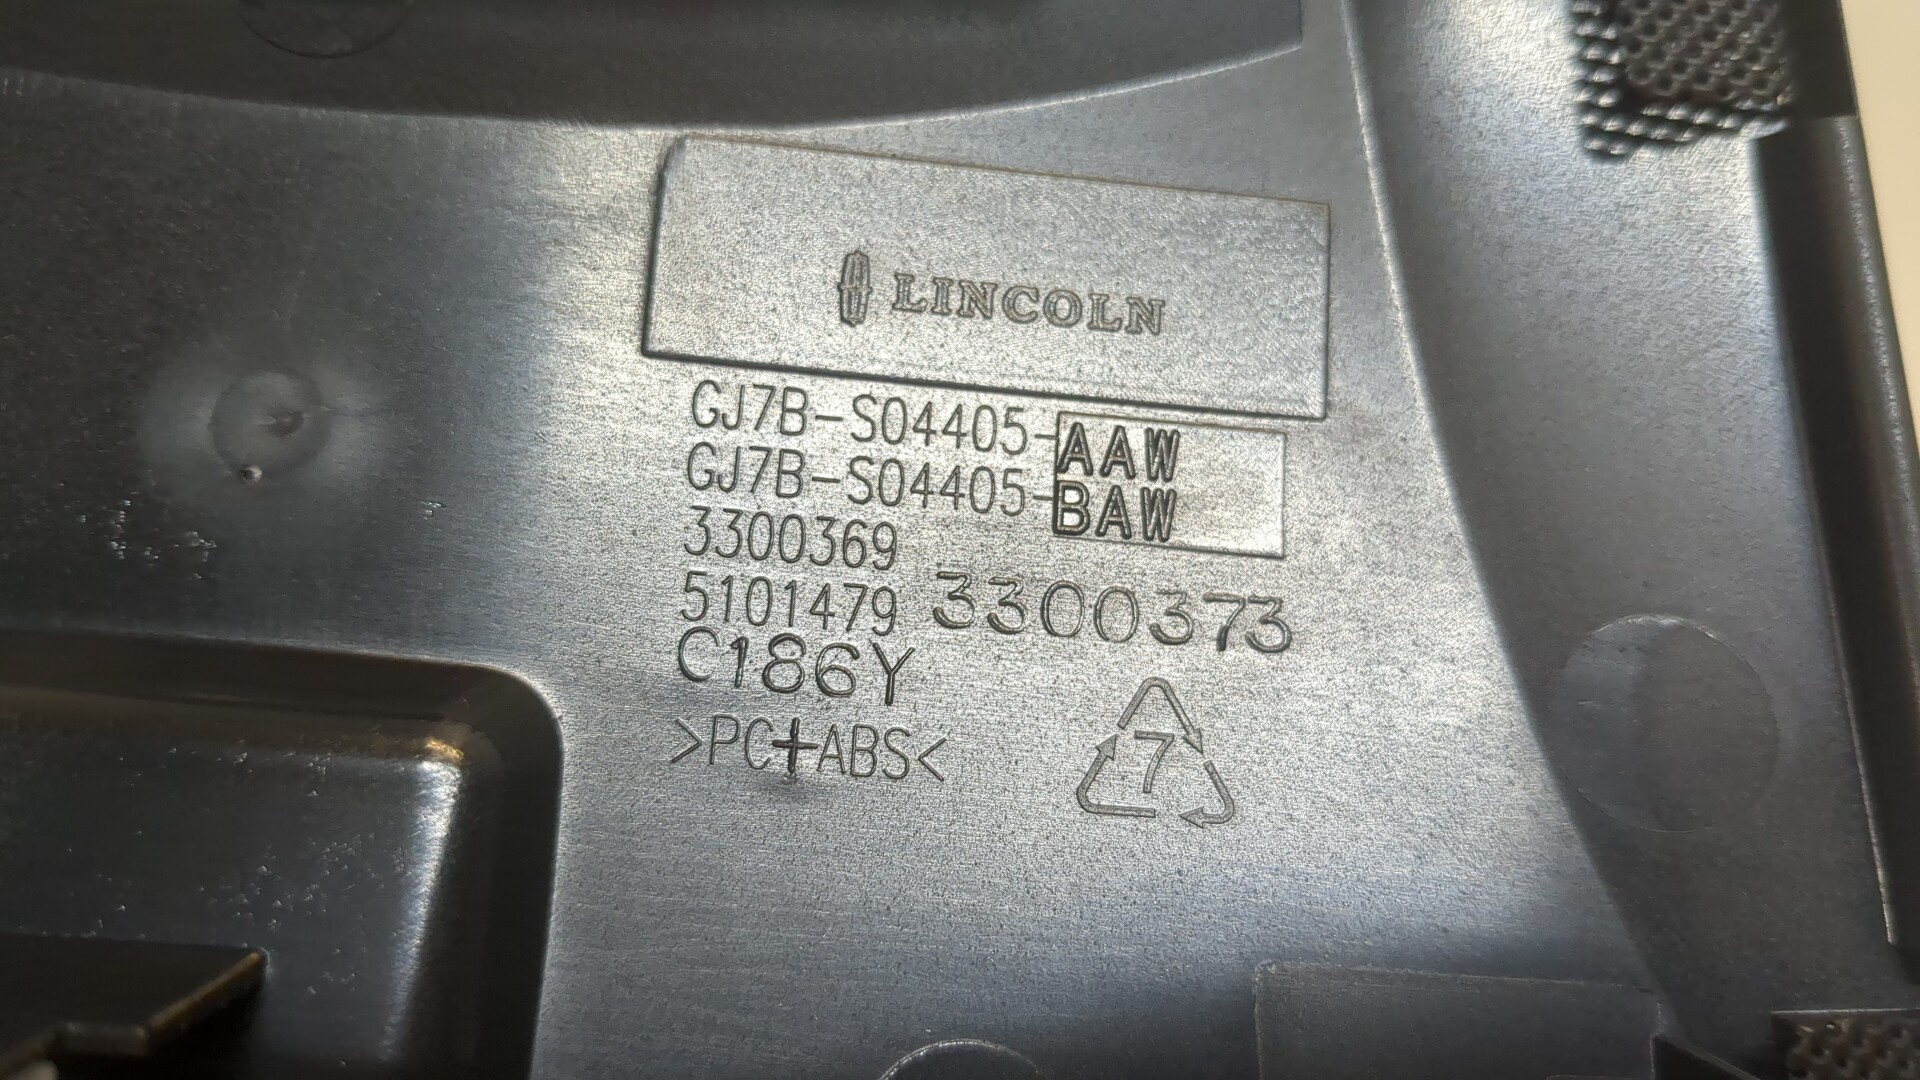 LINCOLN
GJ7B-S04405-AAW
GJ7B-S04405-BAW
3300369
5101479 3300373
C186Y
>PC+ABS<
7